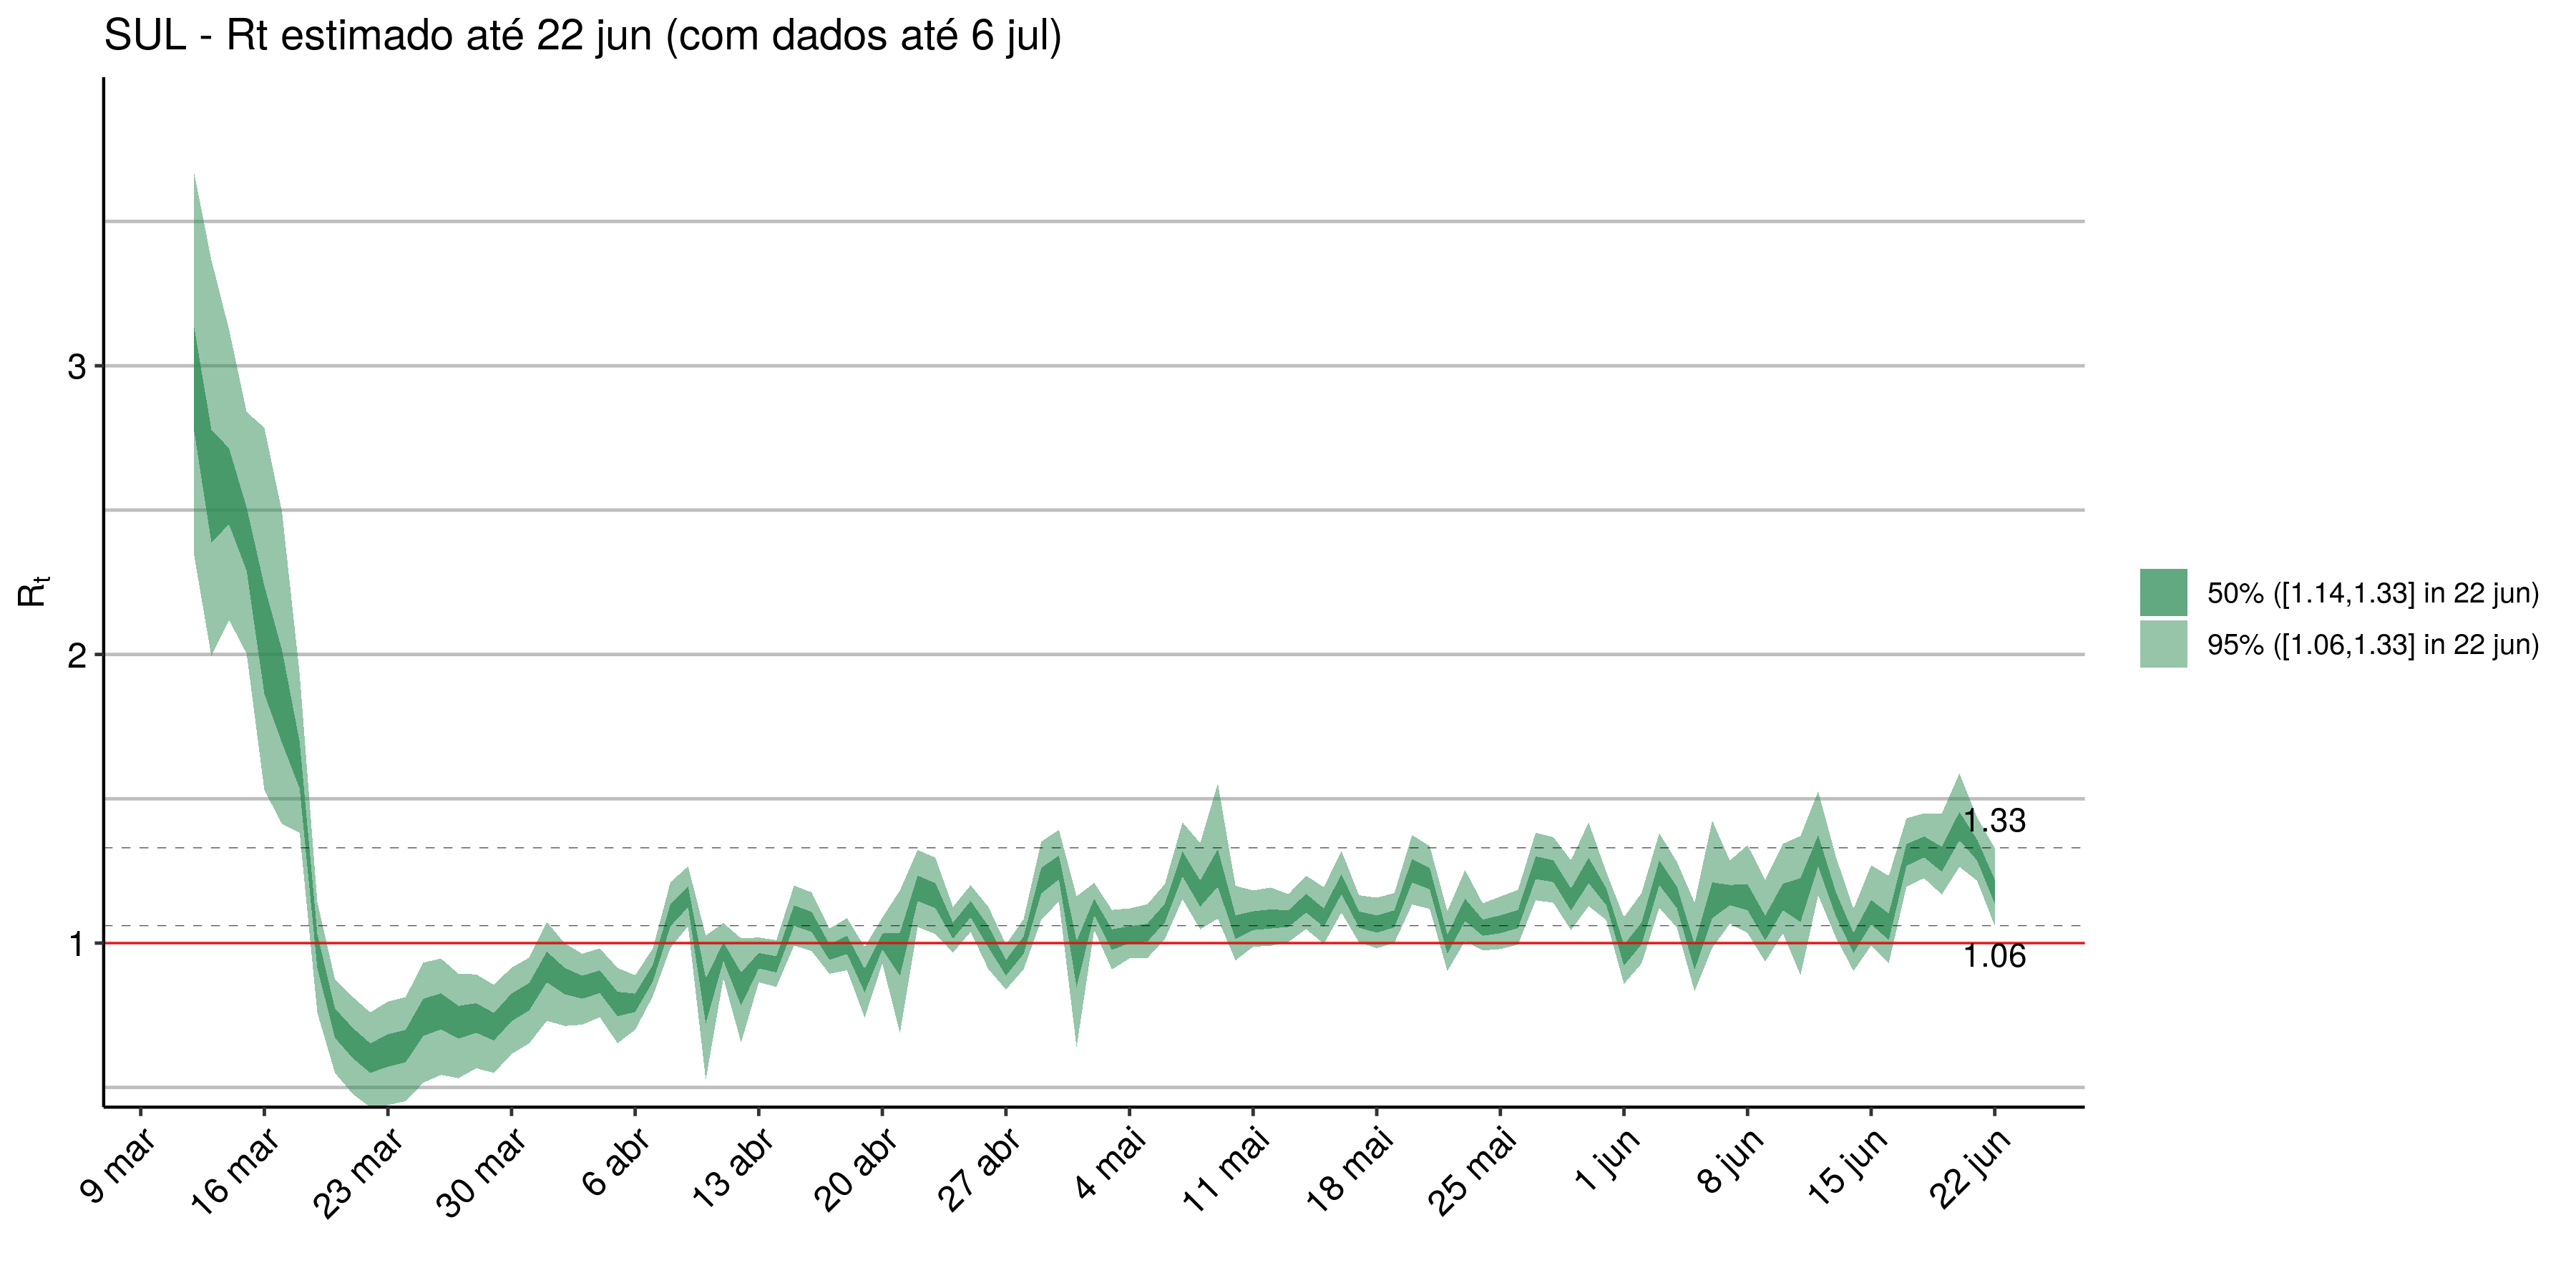 SUL - Rt estimado até 22 jun (com dados até 6 jul)
Rt
3
2
1
1.33
1.06
50% ([1.14,1.33] in 22 jun)
95% ([1.06,1.33] in 22 jun)
9 mar
16 mar
23 mar
30 mar
6 abr
13 abr
20 abr
27 abr
4 mai
11 mai
18 mai
25 mai
1 jun
8 jun
15 jun
22 jun